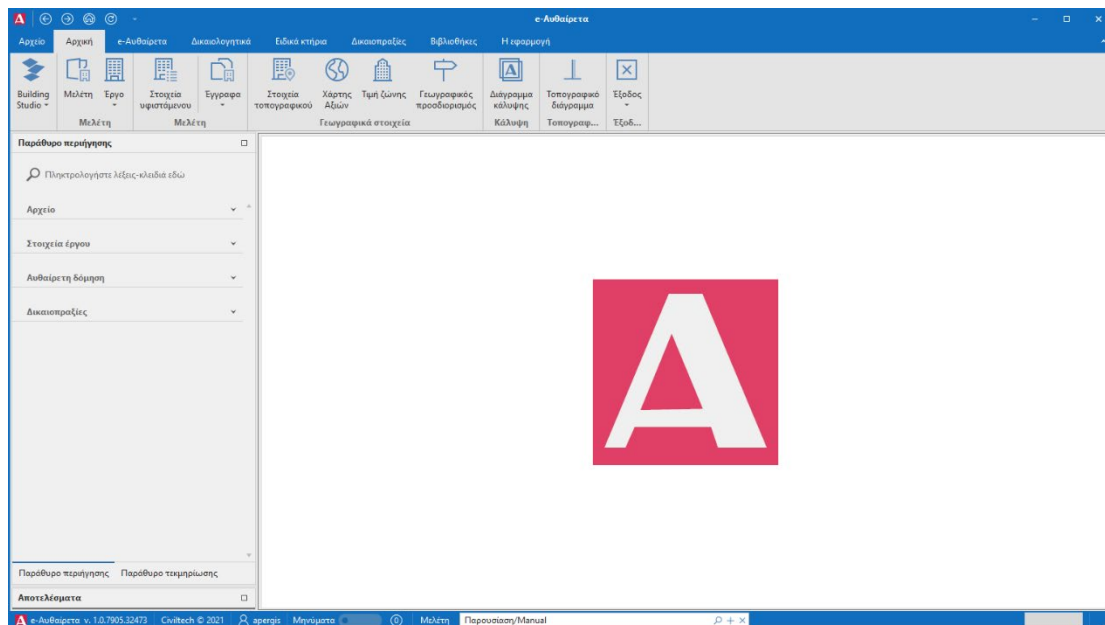 A
e-Αυθαίρετα
Αρχείο Αρχική e-Αυθαίρετα Δικαιολογητικά Ειδικά κτήρια Δικαιοπραξίες Βιβλιοθήκες Η εφαρμογή
Building Studio Μελέτη Έργο Στοιχεία υφιστάμενου Έγγραφα Στοιχεία τοπογραφικού Χάρτης Αξιών Τιμή ζώνης Γεωγραφικός προσδιορισμός Διάγραμμα κάλυψης Τοπογραφικό διάγραμμα Έξοδος
Μελέτη Μελέτη Γεωγραφικά στοιχεία Κάλυψη Τοπογραφ... Έξοδ...
Παράθυρο περιήγησης
Πληκτρολογήστε λέξεις-κλειδιά εδώ
Αρχείο
Στοιχεία έργου
Αυθαίρετη δόμηση
Δικαιοπραξίες
A
Παράθυρο περιήγησης Παράθυρο τεκμηρίωσης
Αποτελέσματα
A e-Αυθαίρετα v. 1.0.7905.32473 Civiltech © 2021 apergis Μηνύματα (0) Μελέτη Παρουσίαση/Manual